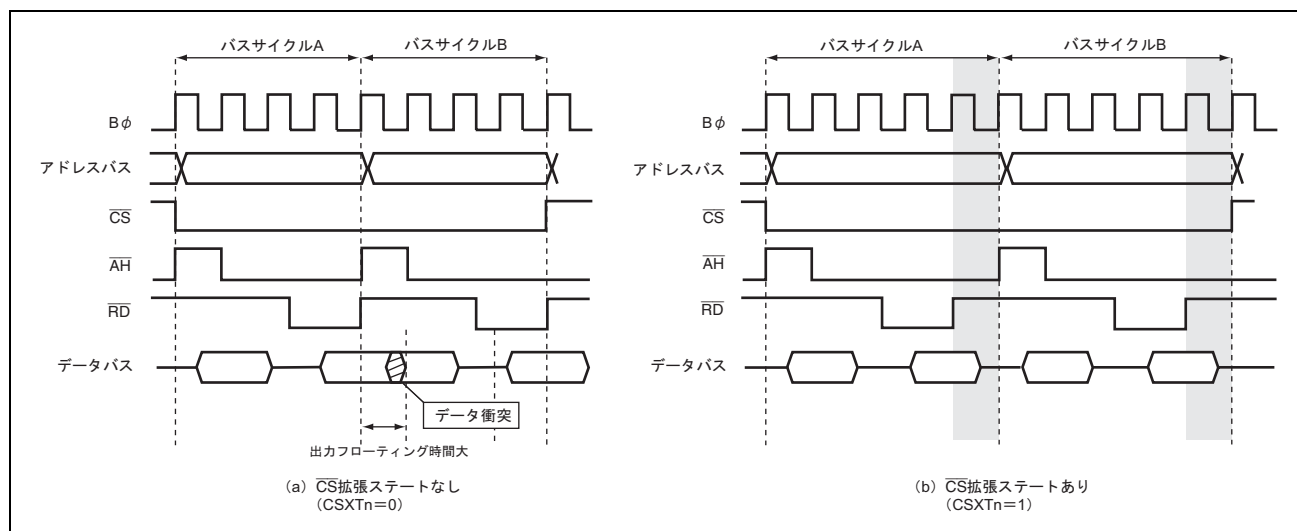 バスサイクルA
バスサイクルB
Bφ
アドレスバス
CS
AH
RD
データバス
データ衝突
出力フローティング時間大
(a) CS拡張ステートなし
(CSXTn=0)
バスサイクルA
バスサイクルB
Bφ
アドレスバス
CS
AH
RD
データバス
(b) CS拡張ステートあり
(CSXTn=1)